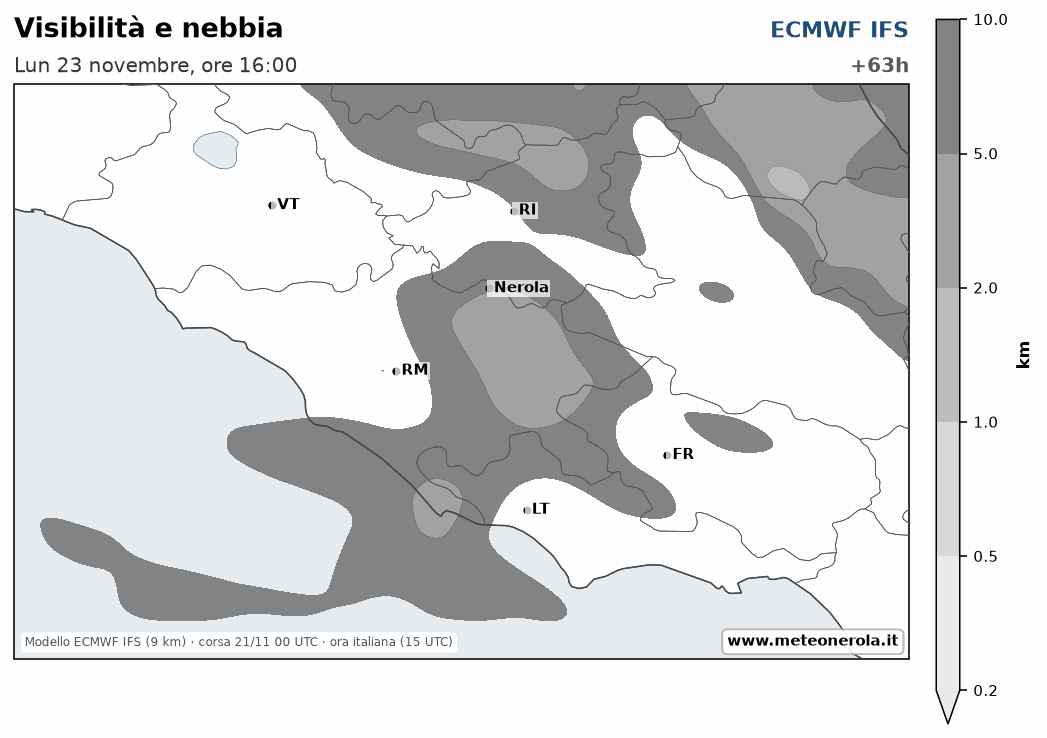 Visibilità e nebbia
ECMWF IFS
Lun 23 novembre, ore 16:00
+63h
10.0
5.0
2.0
1.0
0.5
0.2
km
VT
RI
Nerola
RM
FR
LT
Modello ECMWF IFS (9 km) · corsa 21/11 00 UTC · ora italiana (15 UTC)
www.meteonerola.it